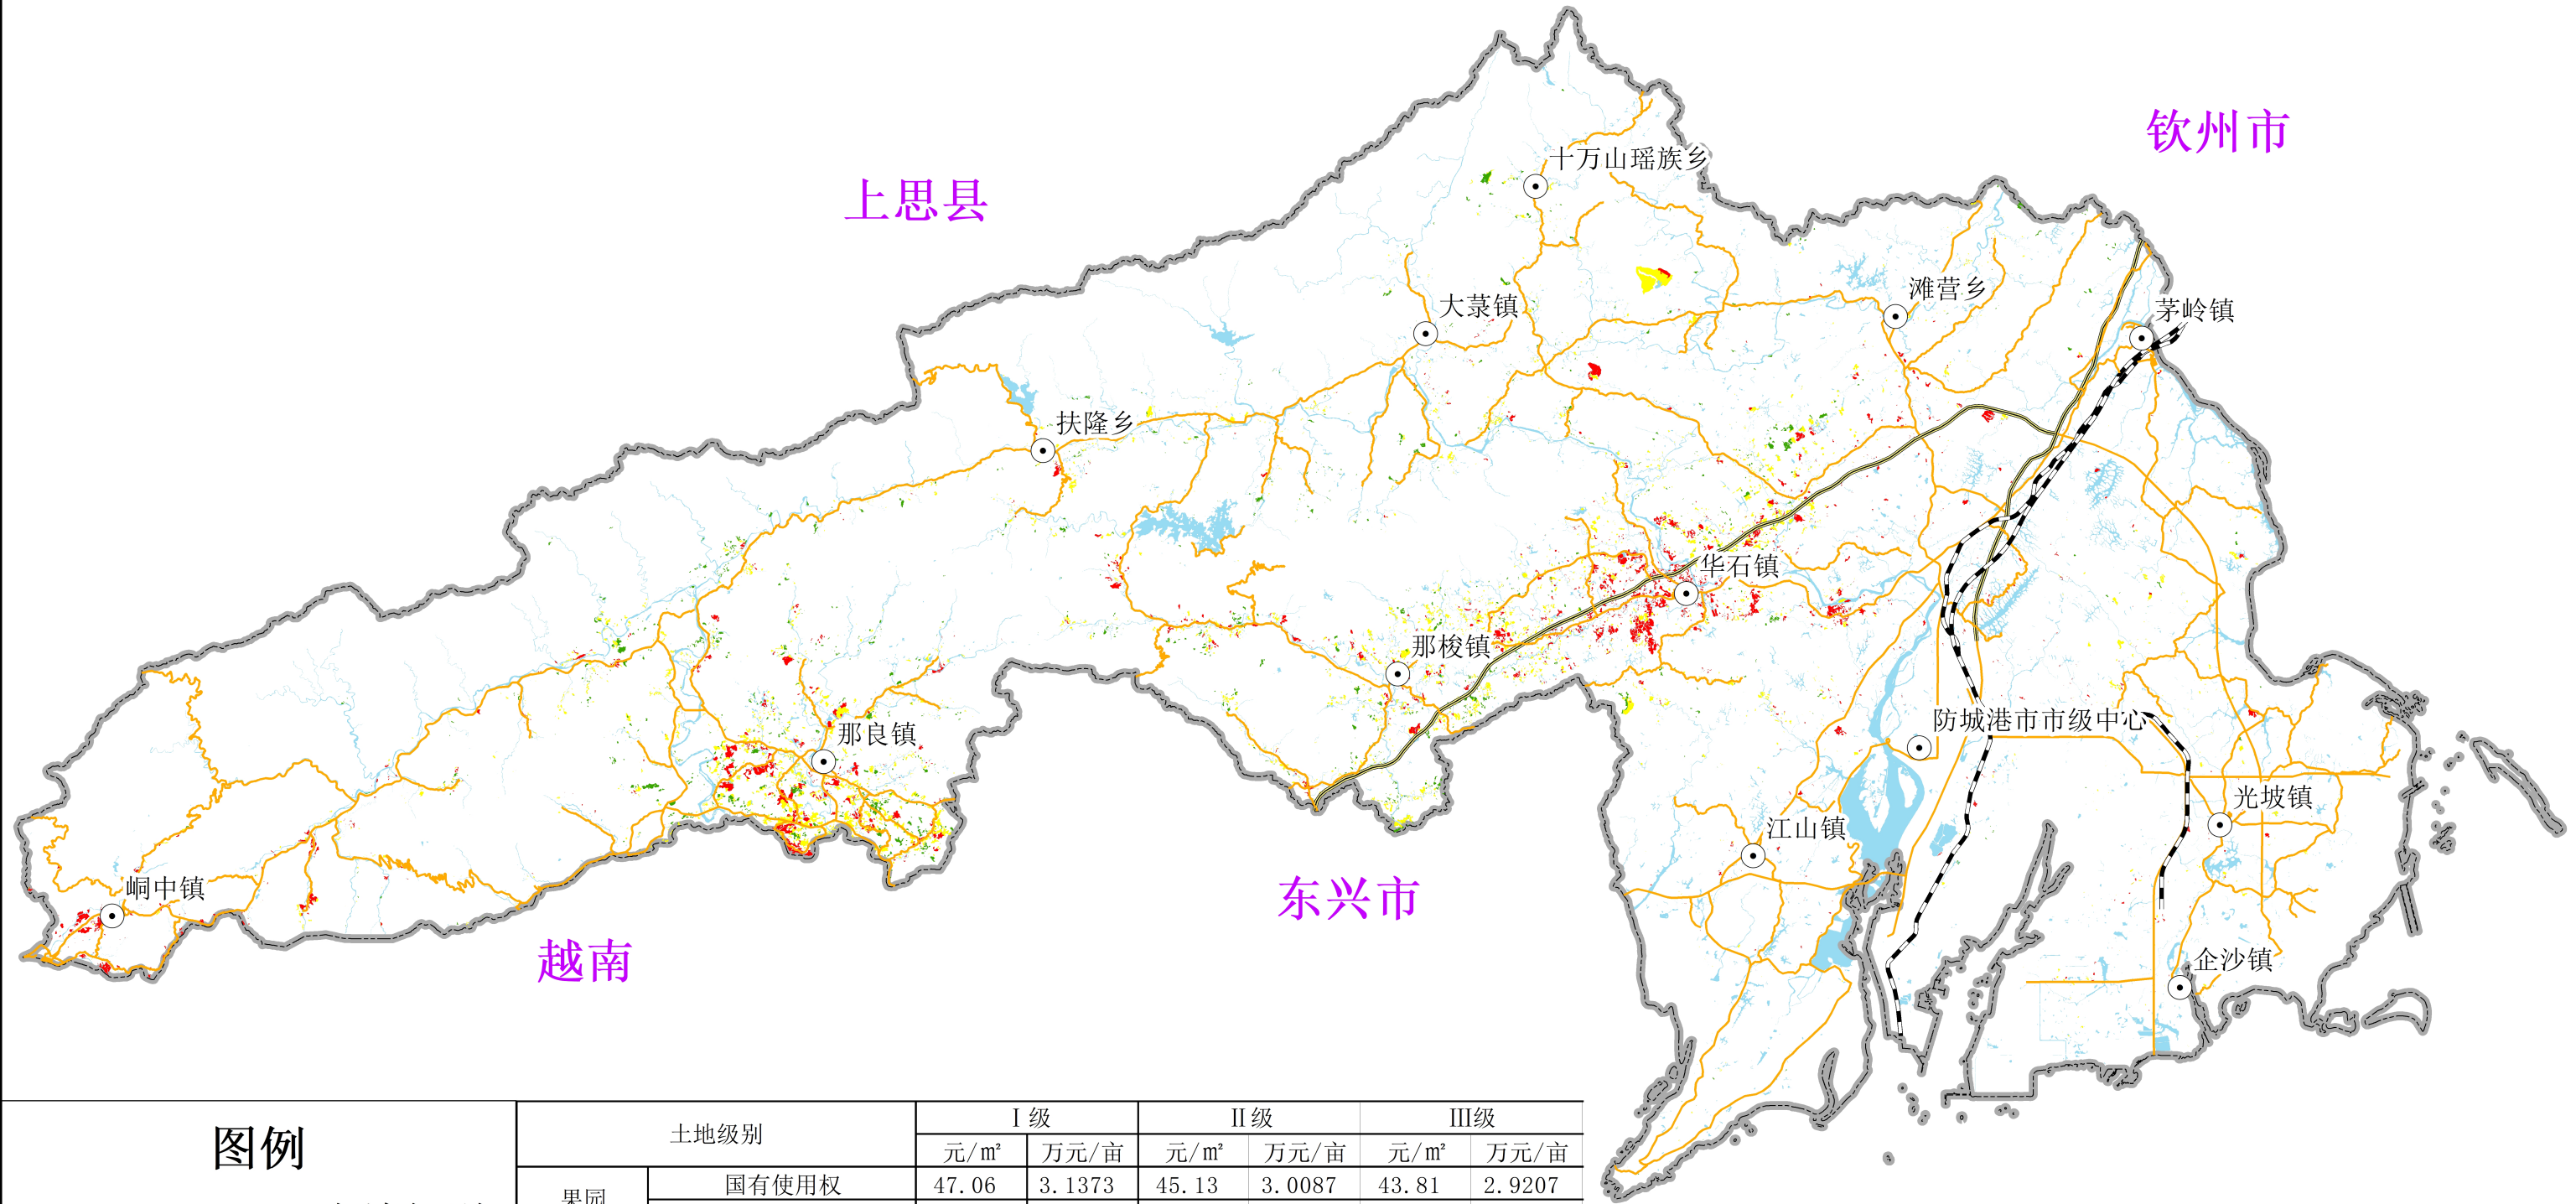 钦州市
十万山瑶族乡
上思县
滩营乡
大菉镇
茅岭镇
扶隆乡
华石镇
那梭镇
防城港市市级中心
那良镇
光坡镇
江山镇
峒中镇
东兴市
越南
企沙镇
图例
土地级别 Ⅰ级 Ⅱ级 Ⅲ级
元/㎡ 万元/亩 元/㎡ 万元/亩 元/㎡ 万元/亩
果园 国有使用权 47.06 3.1373 45.13 3.0087 43.81 2.9207